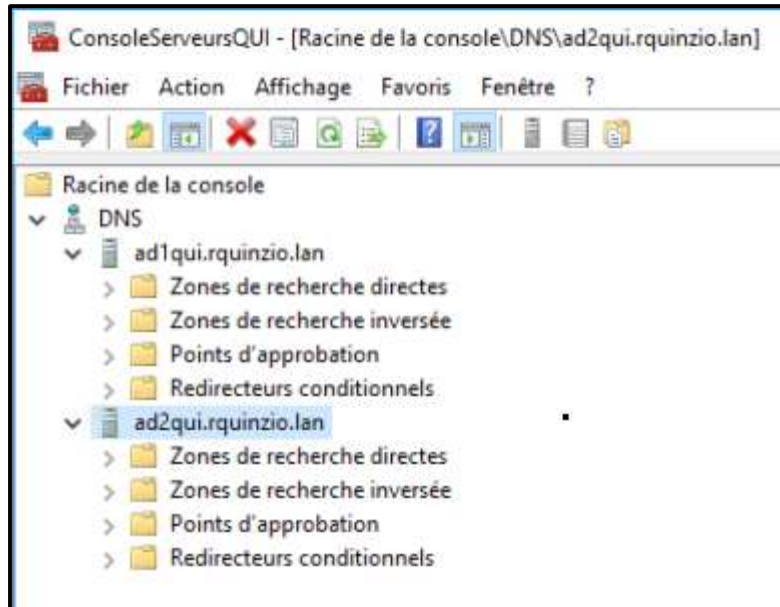 ConsoleServeursQUI - [Racine de la console\DNS\ad2qui.rquinzio.lan]
Fichier Action Affichage Favoris Fenêtre ?
Racine de la console
DNS
ad1qui.rquinzio.lan
Zones de recherche directes
Zones de recherche inversée
Points d'approbation
Redirecteurs conditionnels
ad2qui.rquinzio.lan
Zones de recherche directes
Zones de recherche inversée
Points d'approbation
Redirecteurs conditionnels